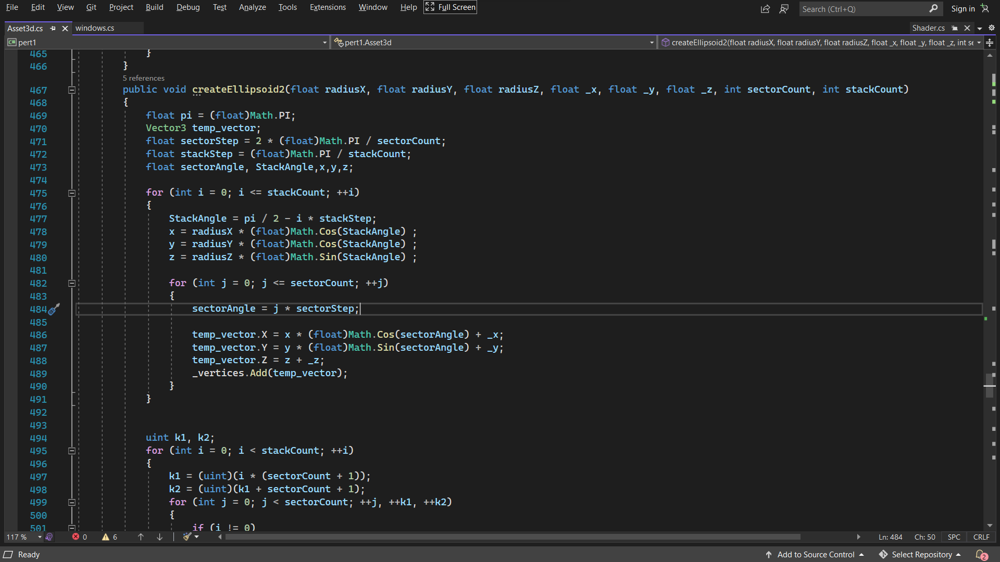 File Edit View Git Project Build Debug Test Analyze Tools Extensions Window Help Full Screen Search (Ctrl+Q) Sign in
Asset3d.cs windows.cs Shader.cs
C# pert1 pert1.Asset3d createEllipsoid2(float radiusX, float radiusY, float radiusZ, float _x, float _y, float _z, int se
465 }
466 }
5 references
467 public void createEllipsoid2(float radiusX, float radiusY, float radiusZ, float _x, float _y, float _z, int sectorCount, int stackCount)
468 {
469 float pi = (float)Math.PI;
470 Vector3 temp_vector;
471 float sectorStep = 2 * (float)Math.PI / sectorCount;
472 float stackStep = (float)Math.PI / stackCount;
473 float sectorAngle, StackAngle,x,y,z;
474
475 for (int i = 0; i <= stackCount; ++i)
476 {
477 StackAngle = pi / 2 - i * stackStep;
478 x = radiusX * (float)Math.Cos(StackAngle) ;
479 y = radiusY * (float)Math.Cos(StackAngle) ;
480 z = radiusZ * (float)Math.Sin(StackAngle) ;
481
482 for (int j = 0; j <= sectorCount; ++j)
483 {
484 sectorAngle = j * sectorStep;
485
486 temp_vector.X = x * (float)Math.Cos(sectorAngle) + _x;
487 temp_vector.Y = y * (float)Math.Sin(sectorAngle) + _y;
488 temp_vector.Z = z + _z;
489 _vertices.Add(temp_vector);
490 }
491 }
492
493
494 uint k1, k2;
495 for (int i = 0; i < stackCount; ++i)
496 {
497 k1 = (uint)(i * (sectorCount + 1));
498 k2 = (uint)(k1 + sectorCount + 1);
499 for (int j = 0; j < sectorCount; ++j, ++k1, ++k2)
500 {
501 if (i != 0)
117 % 0 6 Ln: 484 Ch: 50 SPC CRLF
Ready Add to Source Control Select Repository 2